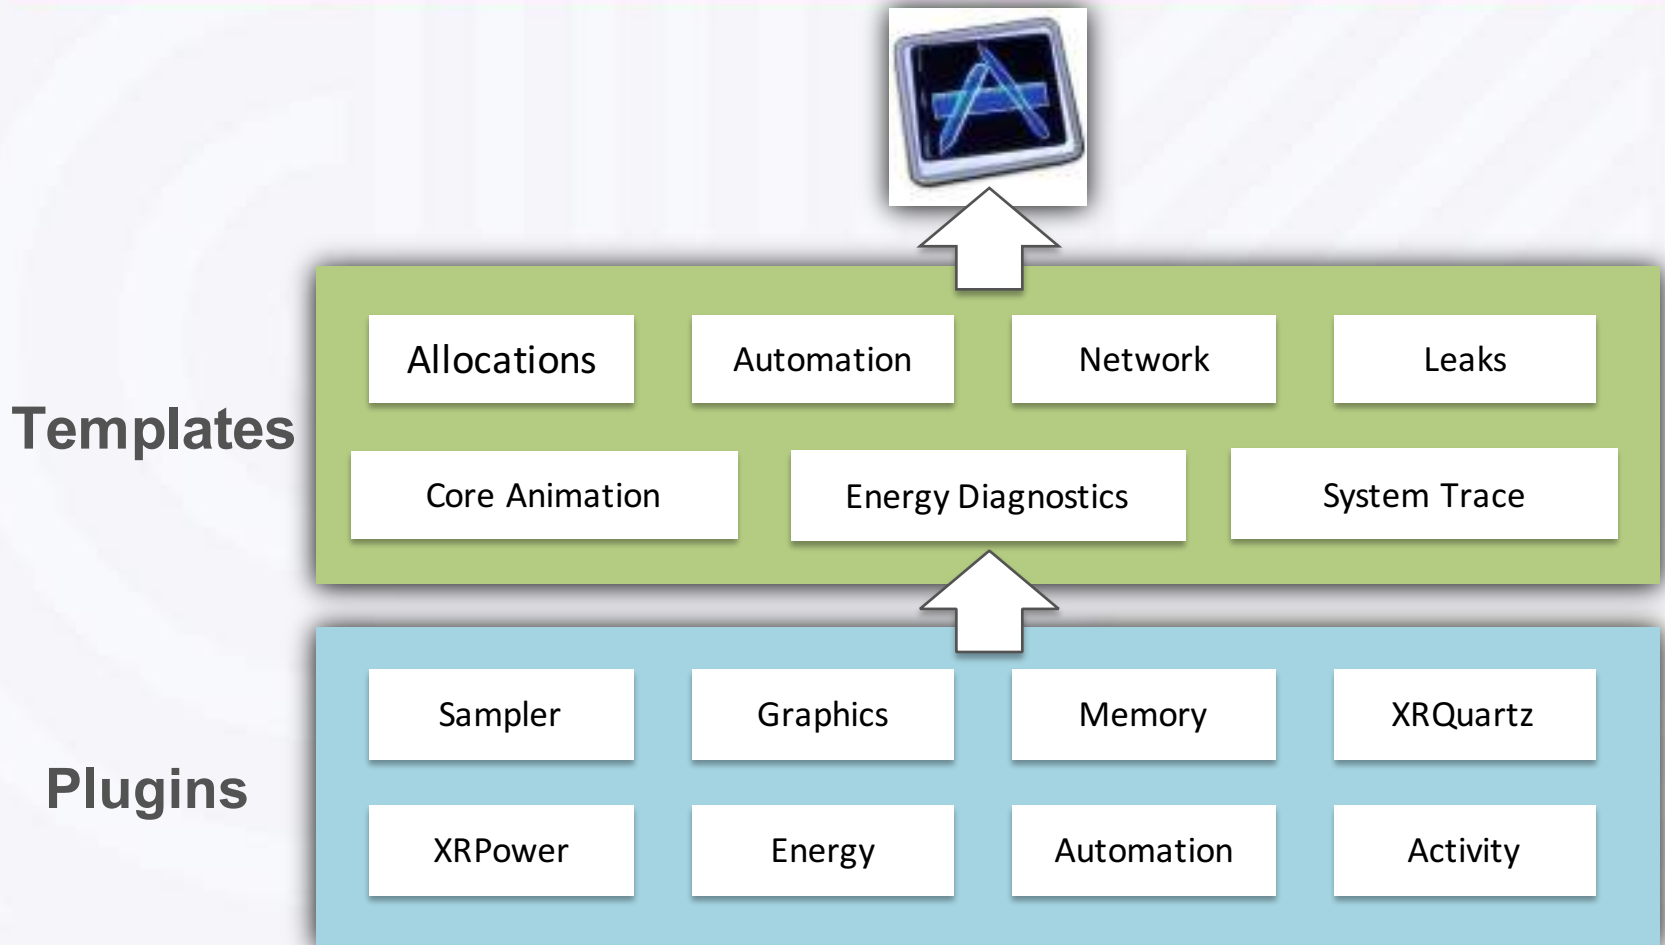 Allocations
Automation
Network
Leaks
Templates
Core Animation
Energy Diagnostics
System Trace
Sampler
Graphics
Memory
XRQuartz
Plugins
XRPower
Energy
Automation
Activity